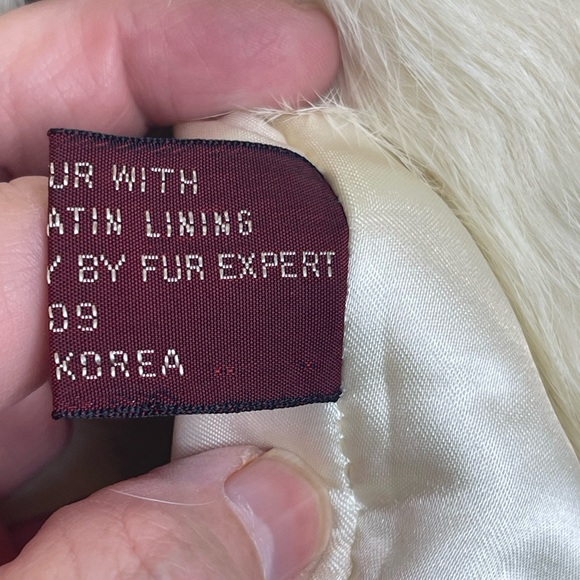 UR WITH
ATIN LINING
Y BY FUR EXPERT
09
KOREA